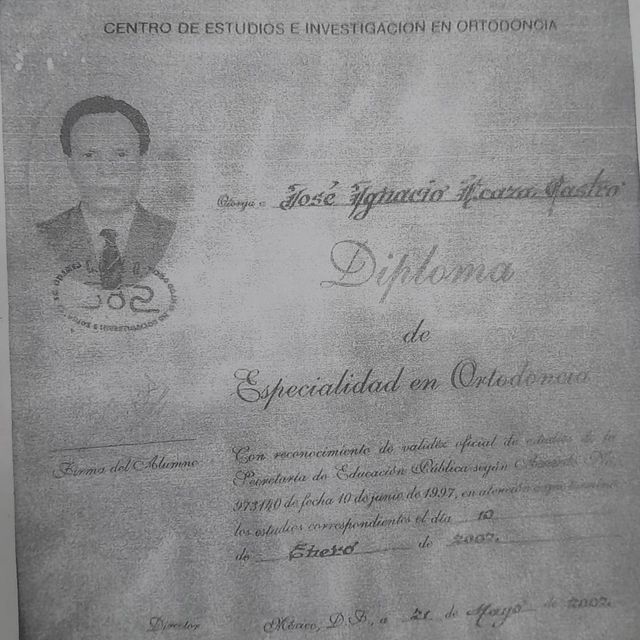 CENTRO DE ESTUDIOS E INVESTIGACION EN ORTODONCIA
Otorga a José Ignacio Castro
Diploma
de
Especialidad en Ortodoncia
Firma del Alumno
Con reconocimiento de validez oficial de estudios de la
Secretaría de Educación Pública según Acuerdo No.
973140 de fecha 10 de junio de 1997, en atención a que terminó
los estudios correspondientes el día 10
de Enero de 2002.
Director
México, D.F., a 21 de Mayo de 2002.